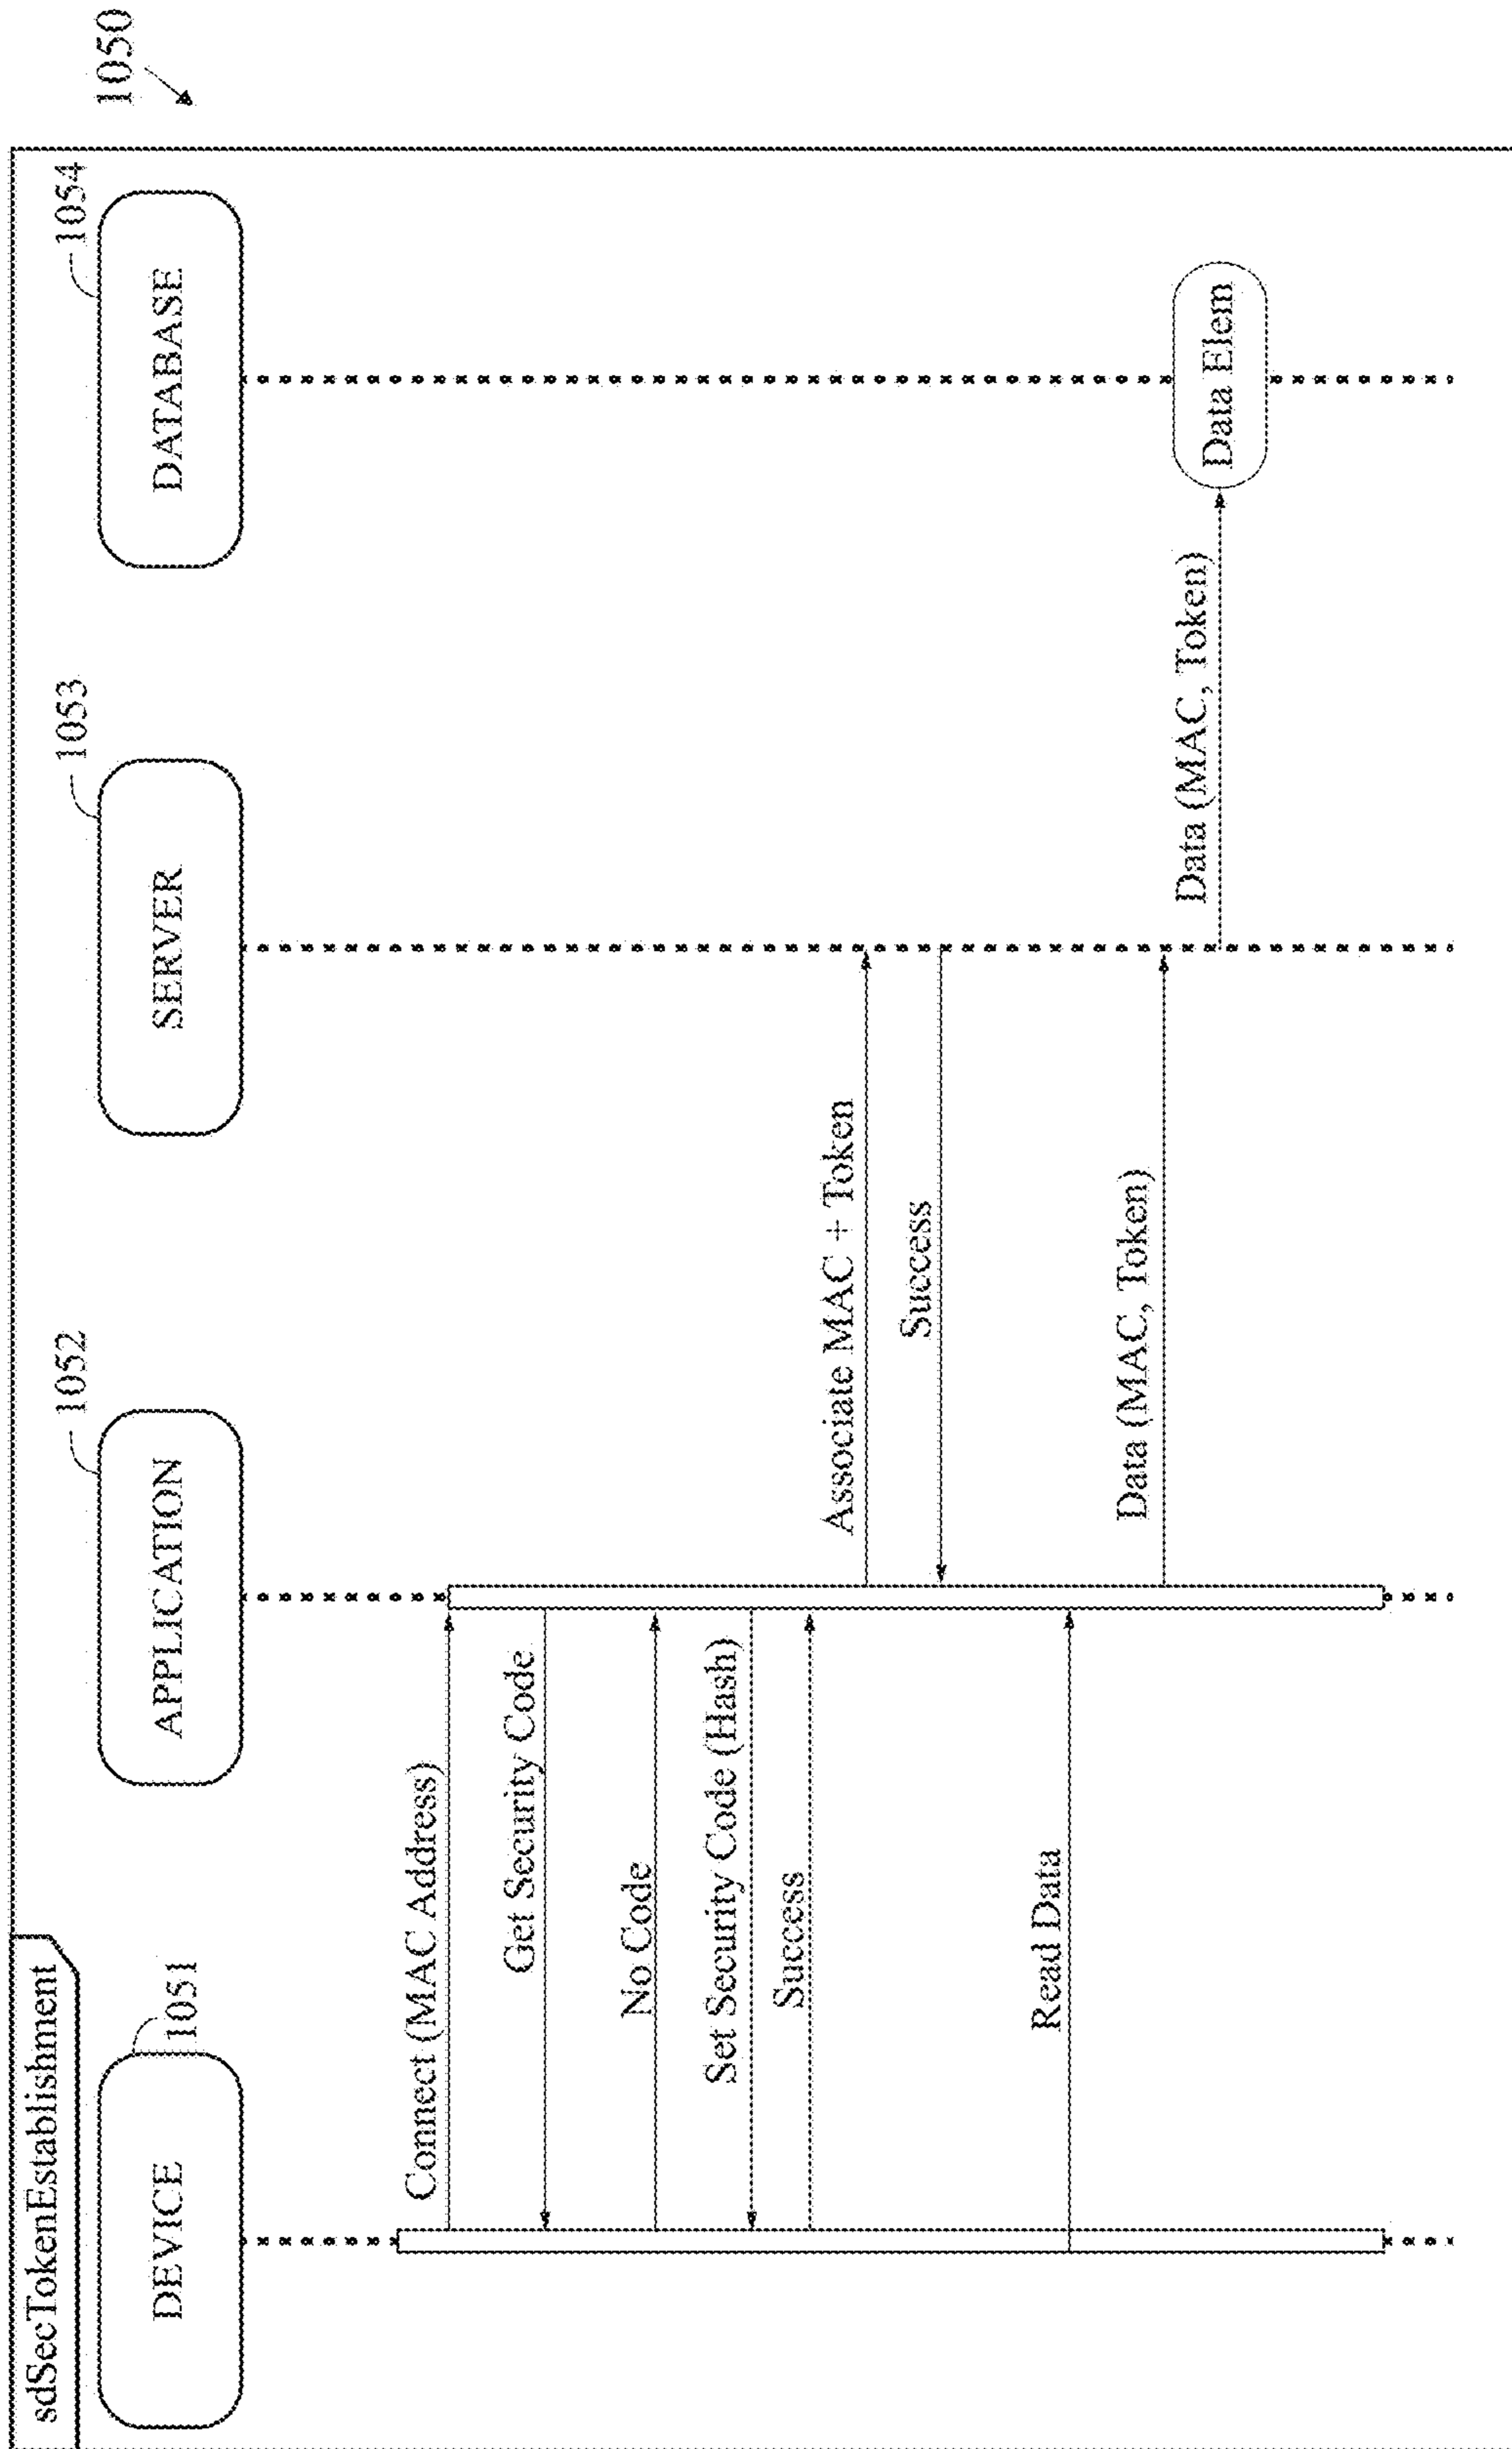 1050
sdSecTokenEstablishment
1051
1052
1053
1054
DEVICE
APPLICATION
SERVER
DATABASE
Connect (MAC Address)
Get Security Code
No Code
Set Security Code (Hash)
Success
Associate MAC + Token
Success
Read Data
Data (MAC, Token)
Data (MAC, Token)
Data Elem